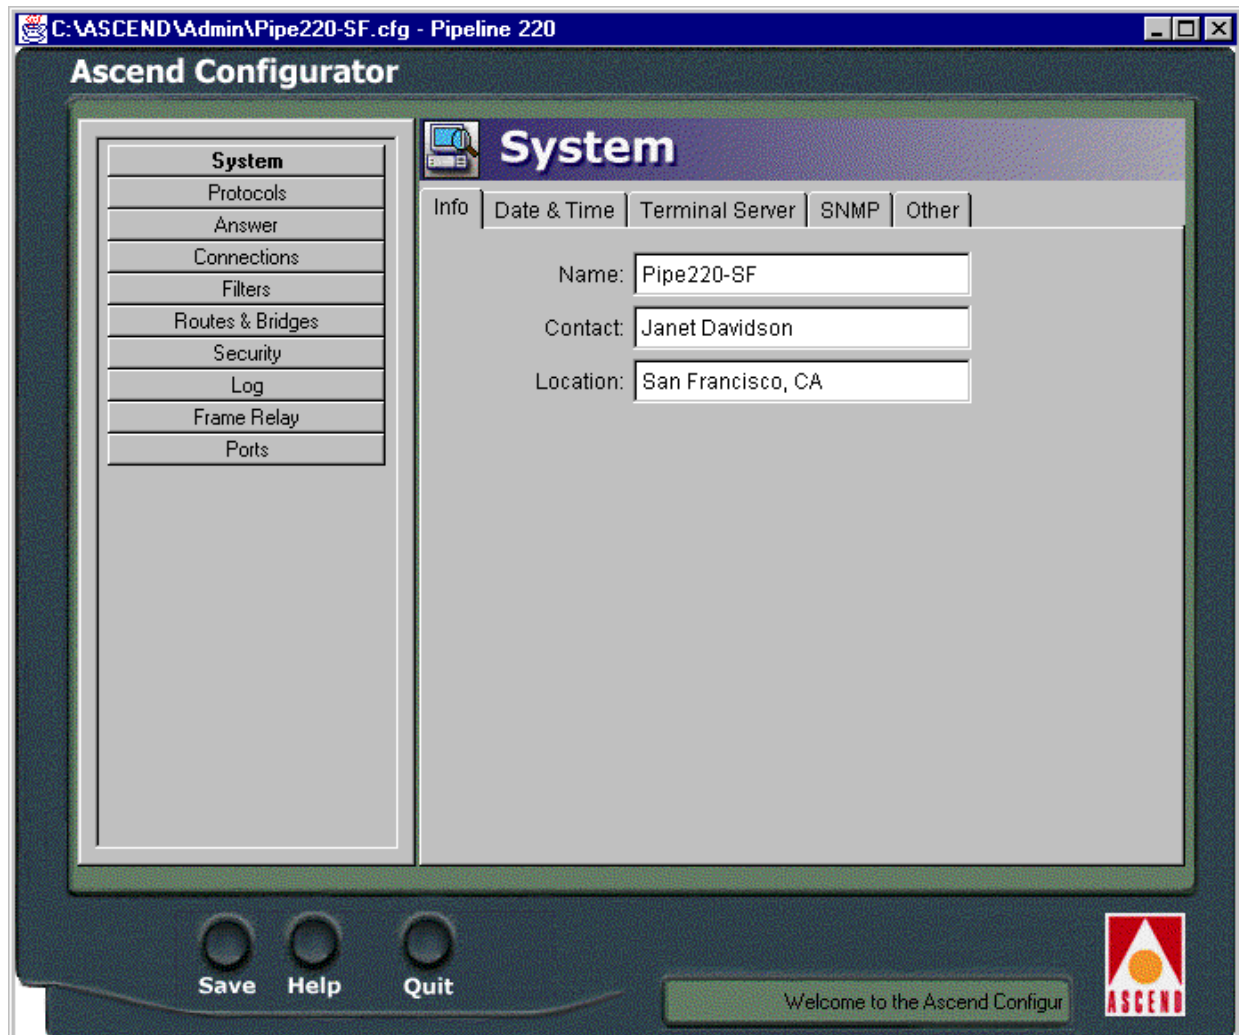 C:\ASCEND\Admin\Pipe220-SF.cfg - Pipeline 220
Ascend Configurator
System
Protocols
Answer
Connections
Filters
Routes & Bridges
Security
Log
Frame Relay
Ports
System
Info Date & Time Terminal Server SNMP Other
Name: Pipe220-SF
Contact: Janet Davidson
Location: San Francisco, CA
Save Help Quit
Welcome to the Ascend Configur
ASCEND